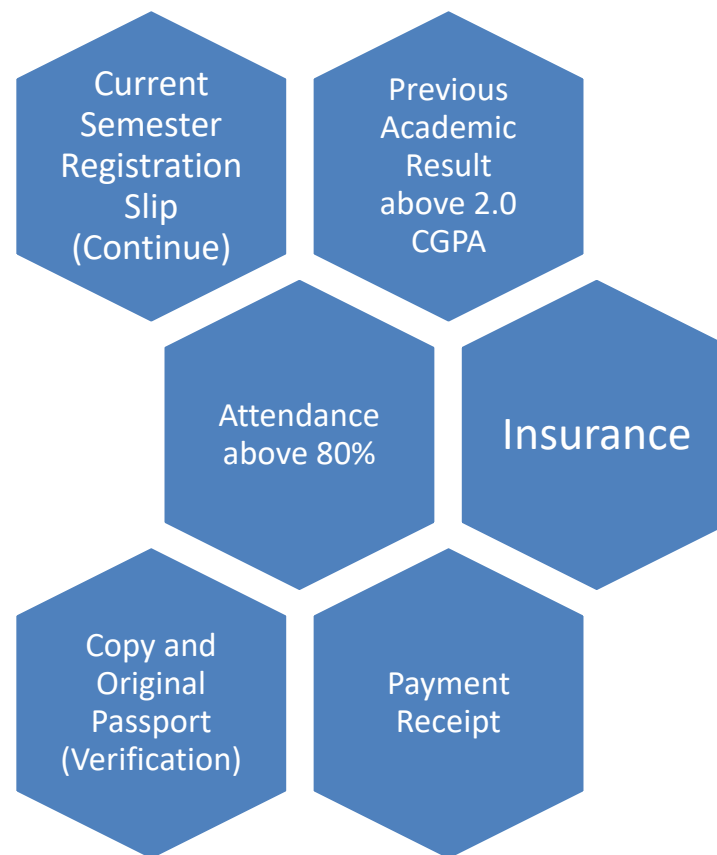 Current
Semester
Registration
Slip
(Continue)
Previous
Academic
Result
above 2.0
CGPA
Attendance
above 80%
Insurance
Copy and
Original
Passport
(Verification)
Payment
Receipt